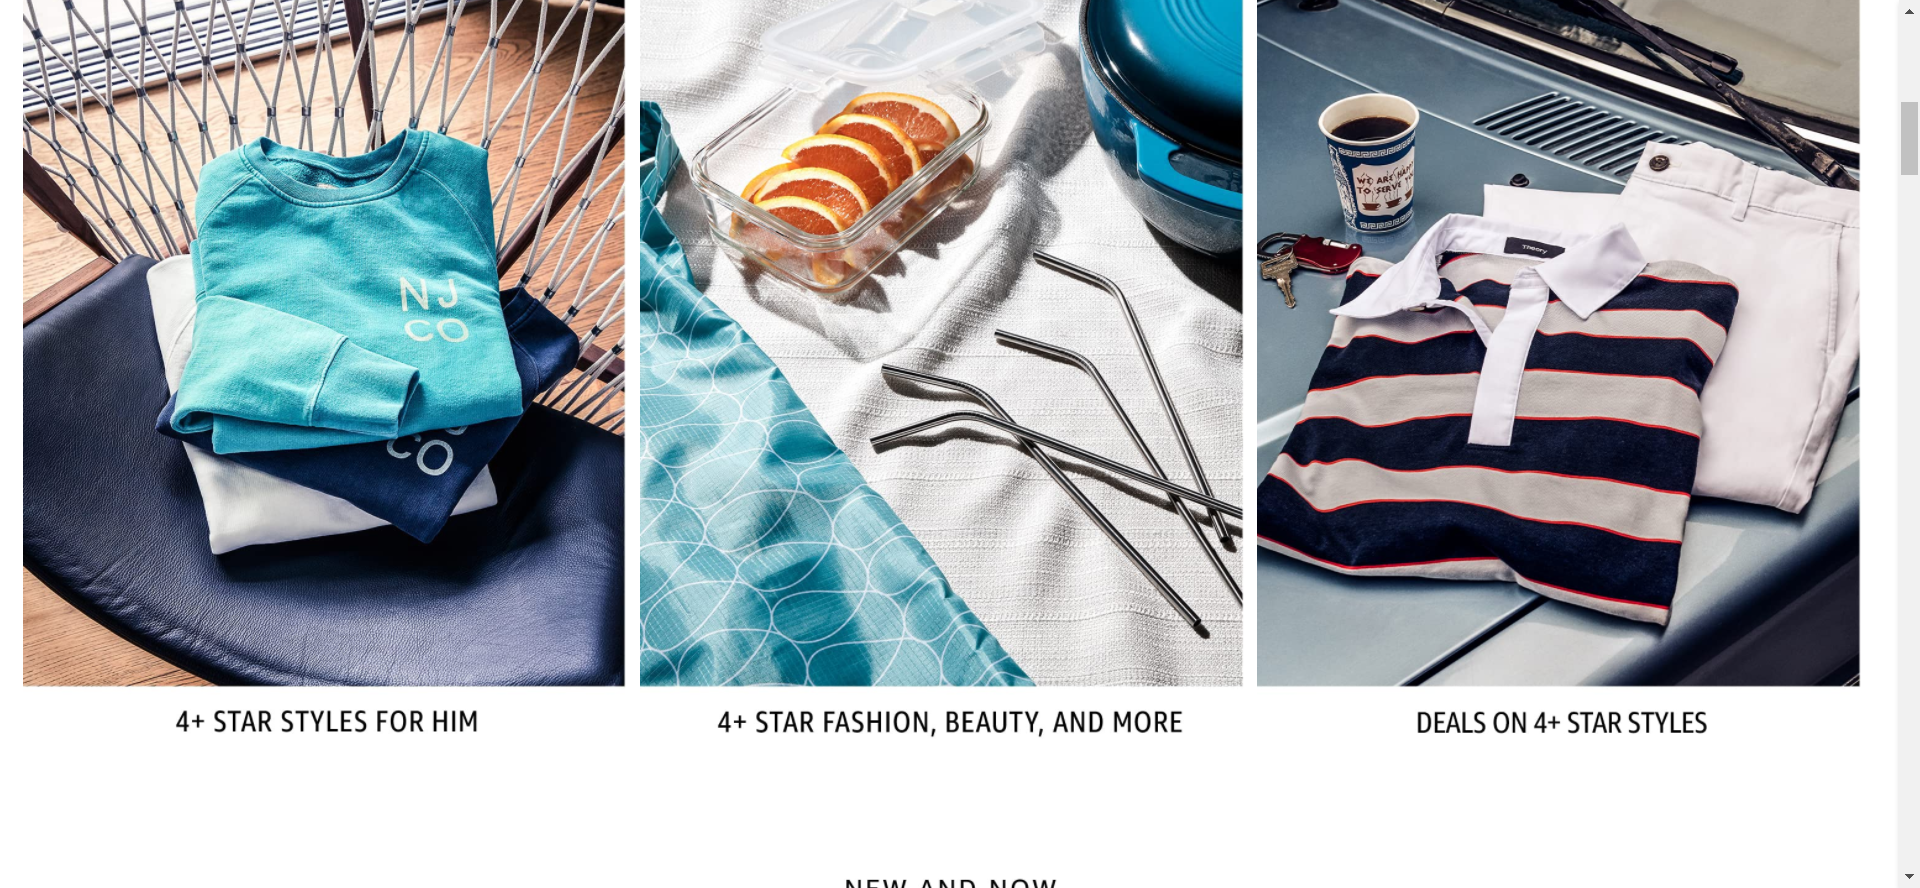 NJ
CO
CO
WE ARE HAPPY
TO SERVE YOU
Theory
4+ STAR STYLES FOR HIM
4+ STAR FASHION, BEAUTY, AND MORE
DEALS ON 4+ STAR STYLES
NEW AND NOW